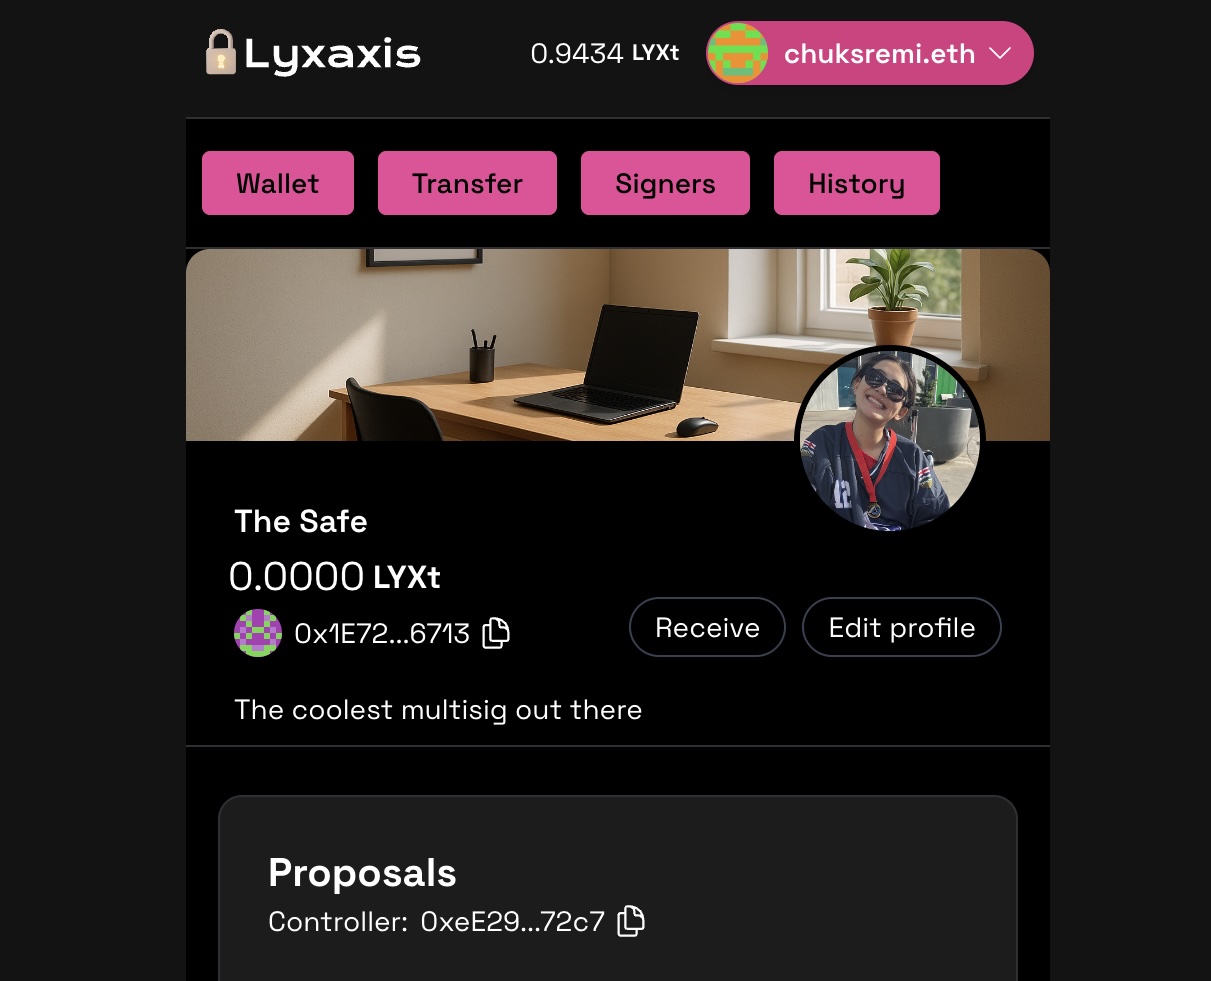 Lyxaxis
0.9434 LYXt
chuksremi.eth
Wallet
Transfer
Signers
History
12
The Safe
0.0000 LYXt
0x1E72...6713
Receive
Edit profile
The coolest multisig out there
Proposals
Controller: 0xeE29...72c7